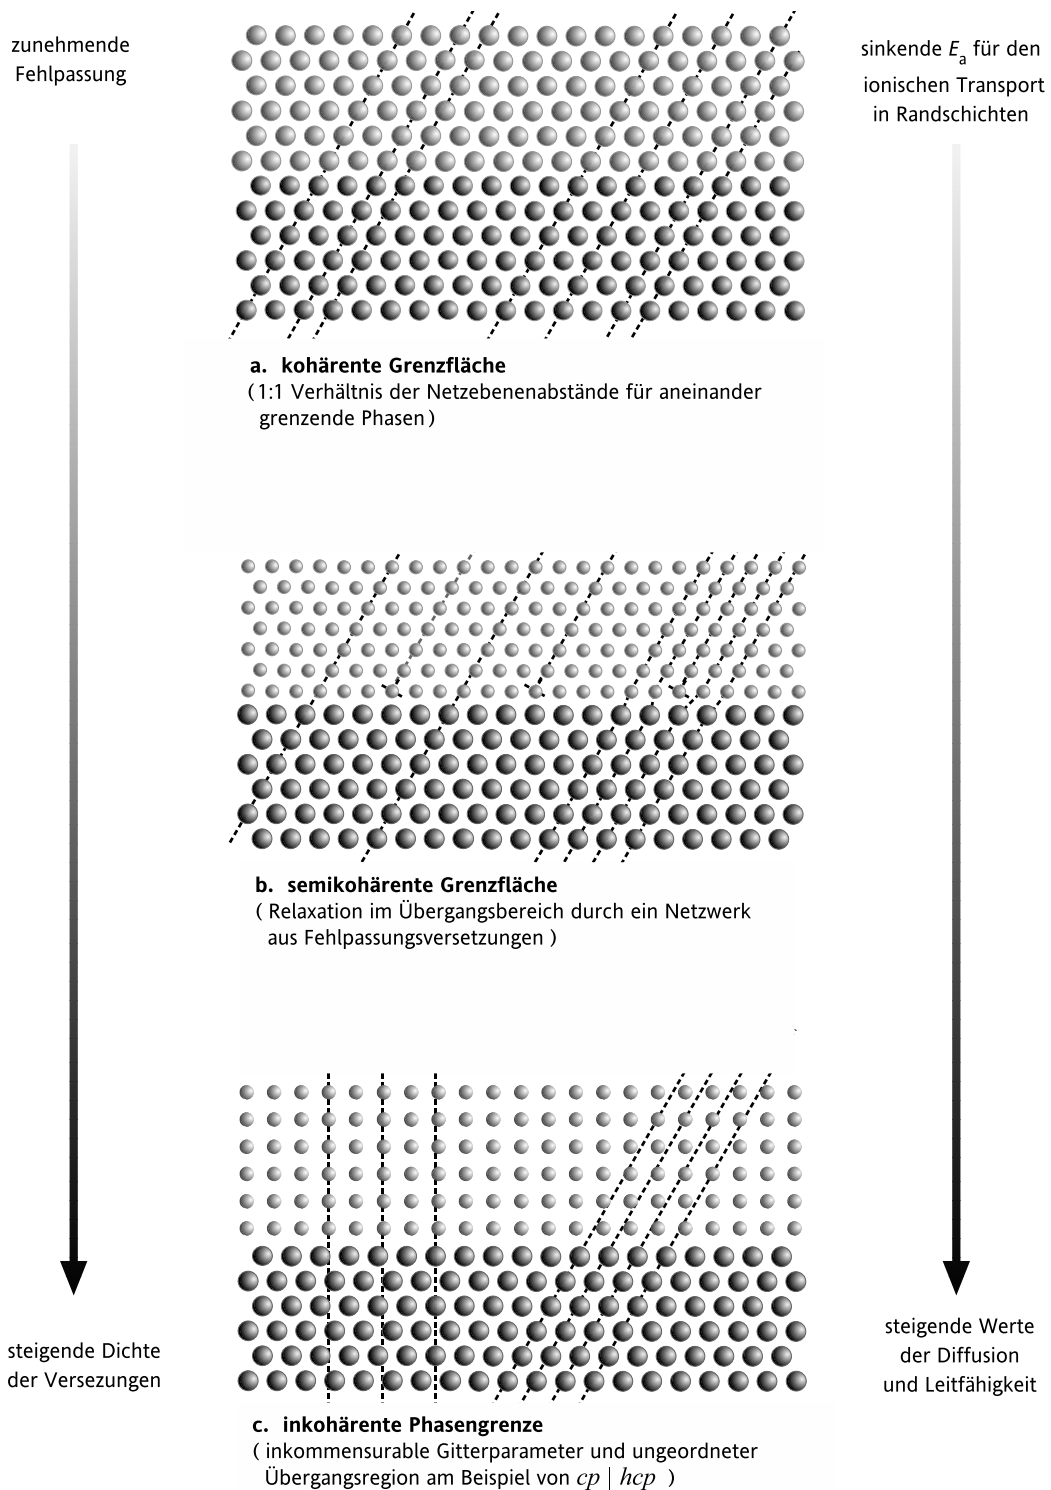 zunehmende
Fehlpassung
sinkende Ea für den
ionischen Transport
in Randschichten
a. kohärente Grenzfläche
(1:1 Verhältnis der Netzebenenabstände für aneinander
grenzende Phasen)
b. semikohärente Grenzfläche
( Relaxation im Übergangsbereich durch ein Netzwerk
aus Fehlpassungsversetzungen )
steigende Dichte
der Versezungen
steigende Werte
der Diffusion
und Leitfähigkeit
c. inkohärente Phasengrenze
( inkommensurable Gitterparameter und ungeordneter
Übergangsregion am Beispiel von cp | hcp )